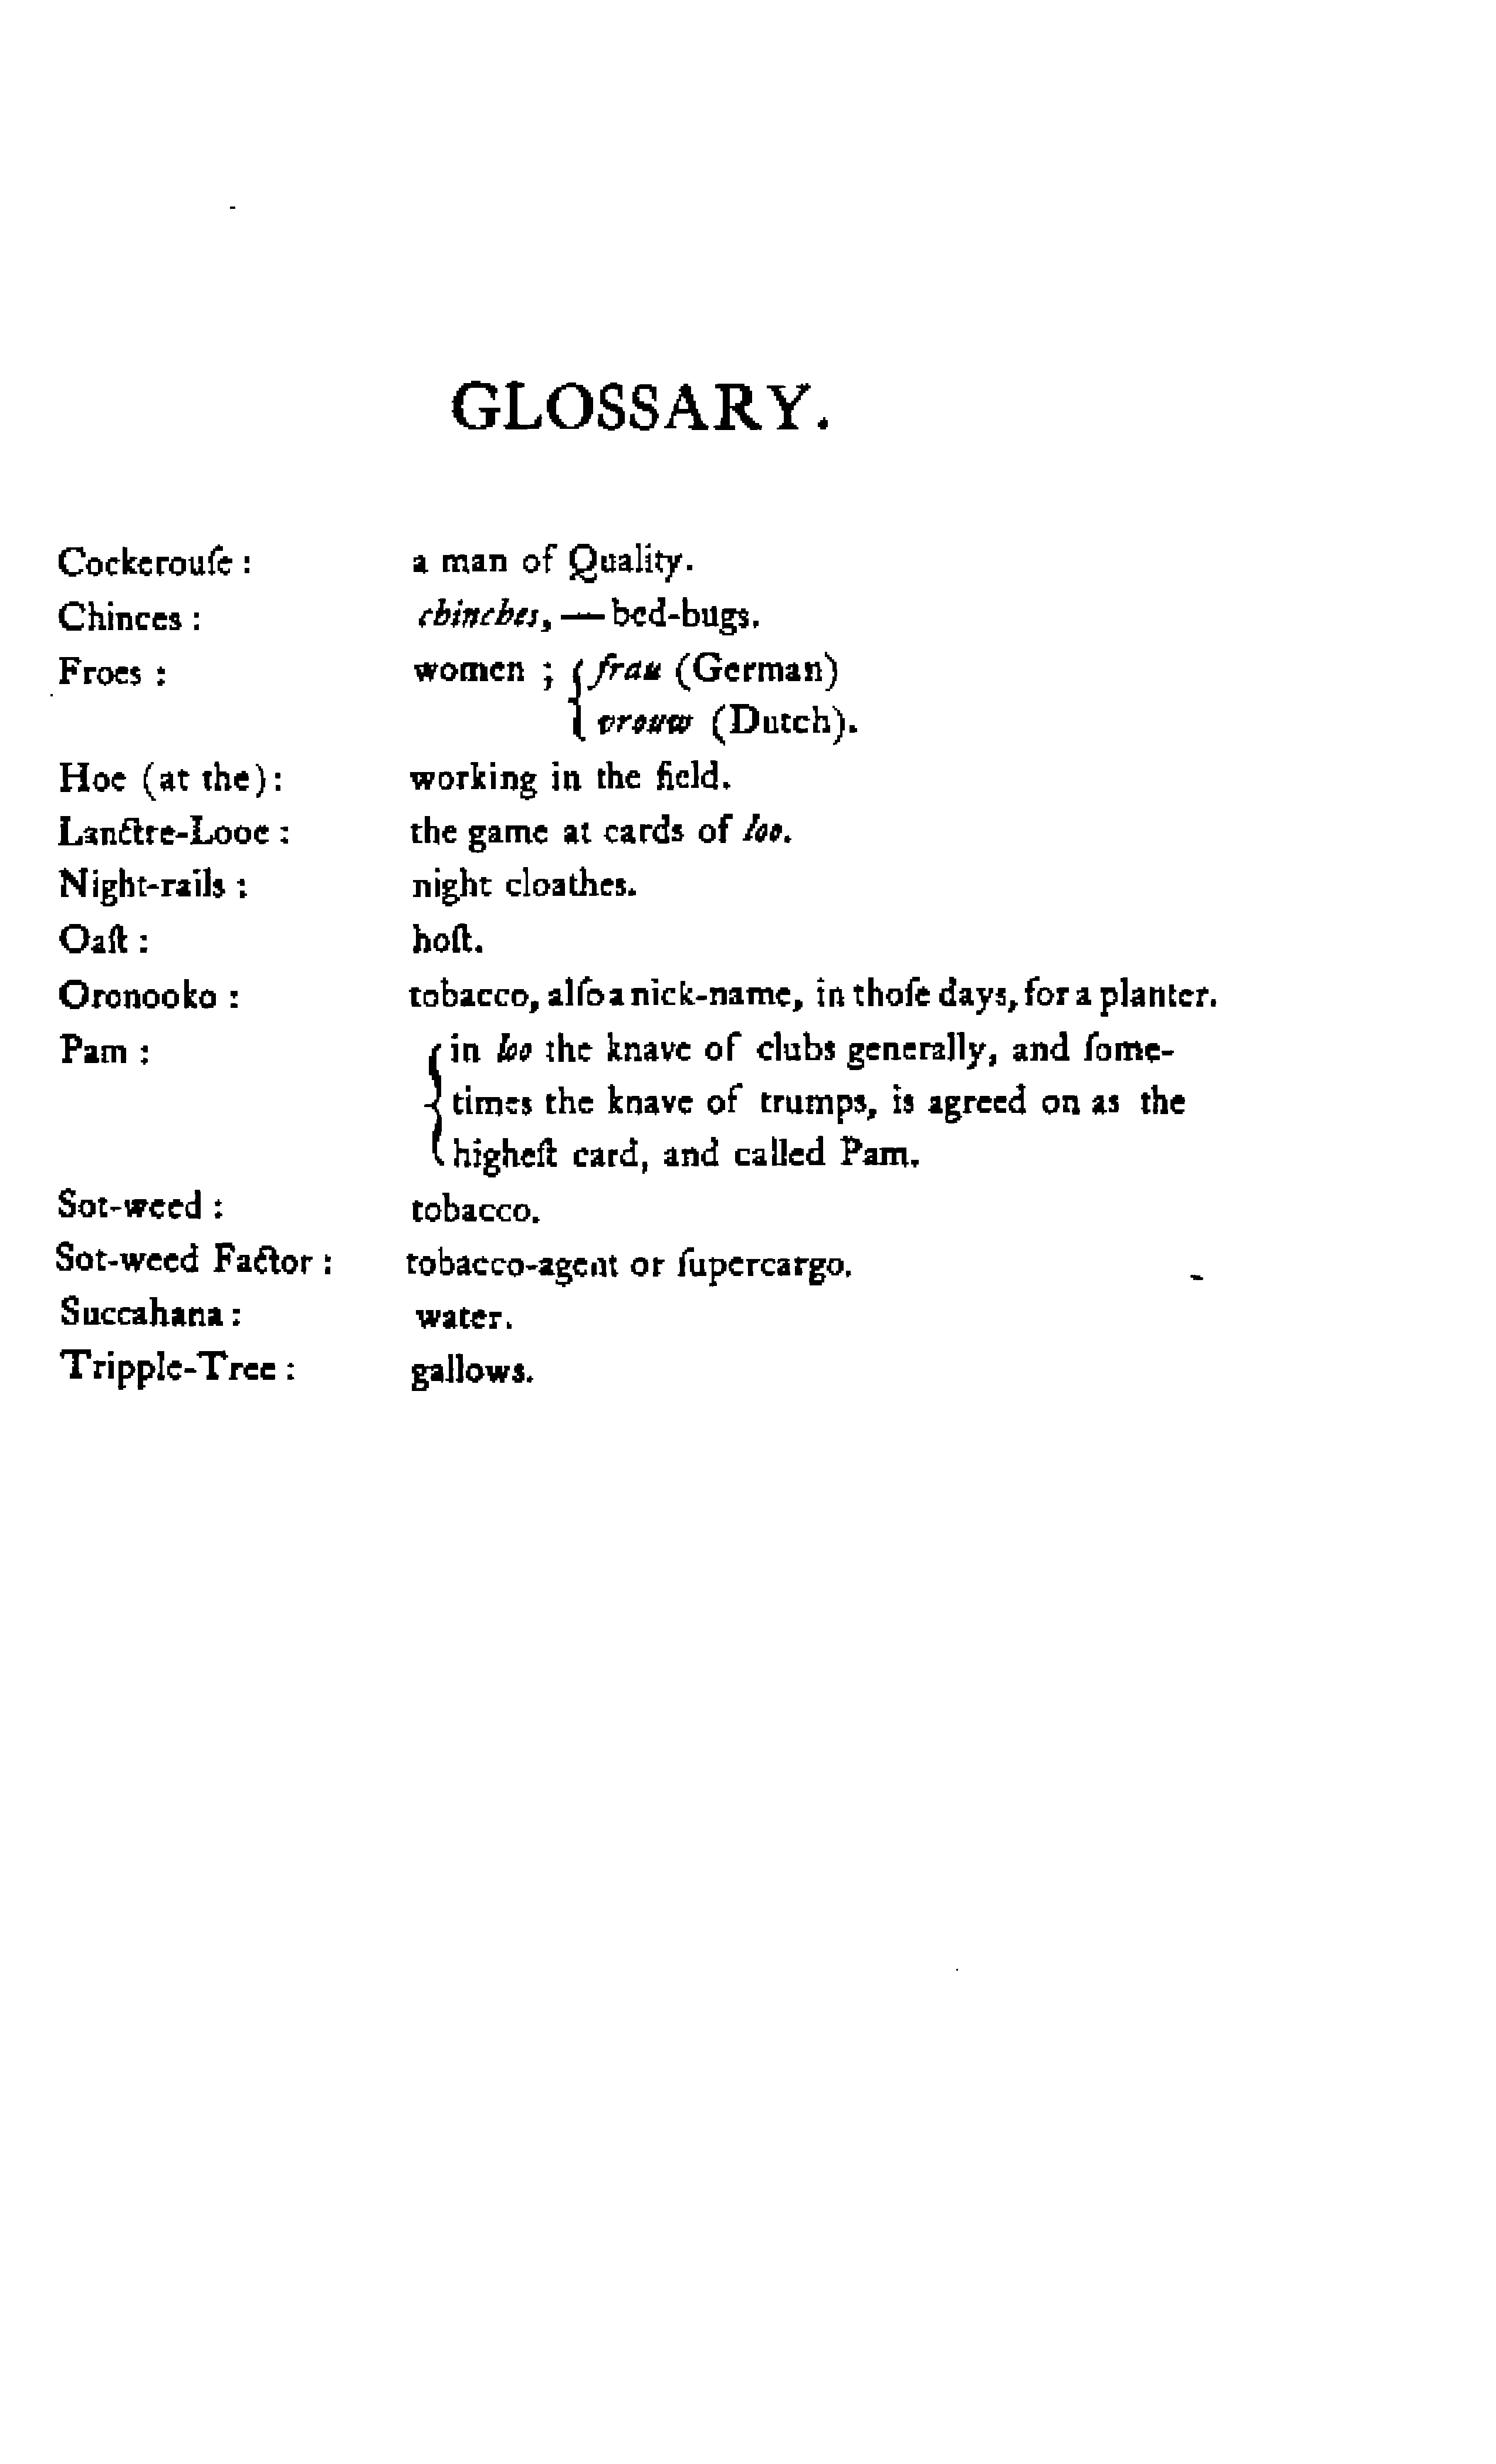 GLOSSARY.
Cockerouſe : a man of Quality.
Chinces : chinches, — bed-bugs.
Froes : women ; { frau (German)
vrouw (Dutch).
Hoe (at the) : working in the field.
Lanctre-Looe : the game at cards of loo.
Night-rails : night cloathes.
Oaſt : hoſt.
Oronooko : tobacco, alſo a nick-name, in thoſe days, for a planter.
Pam : { in loo the knave of clubs generally, and ſome-
times the knave of trumps, is agreed on as the
higheſt card, and called Pam.
Sot-weed : tobacco.
Sot-weed Factor : tobacco-agent or ſupercargo.
Succahana : water.
Tripple-Tree : gallows.